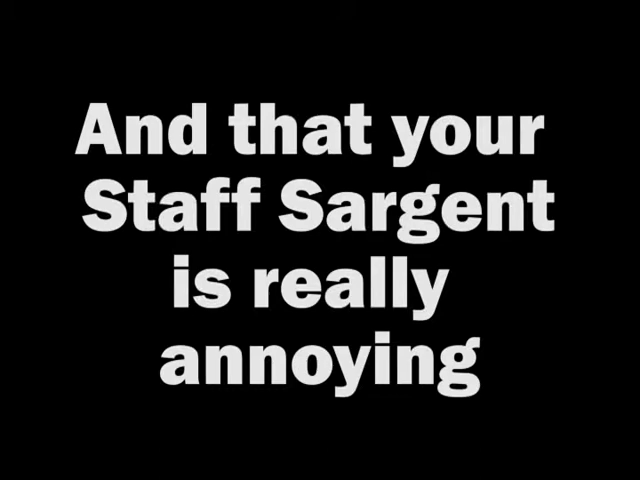 And that your
Staff Sargent
is really
annoying